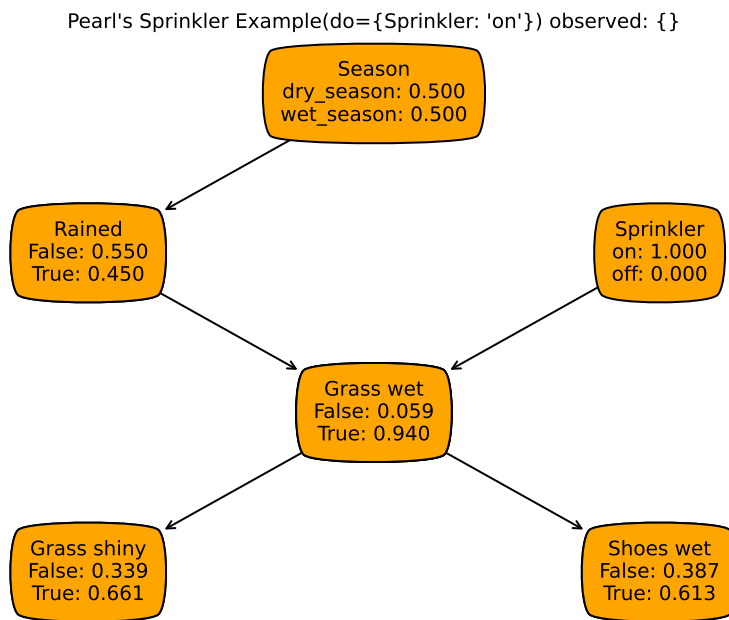 Pearl's Sprinkler Example(do={Sprinkler: 'on'}) observed: {}
Season
dry_season: 0.500
wet_season: 0.500
Rained
False: 0.550
True: 0.450
Sprinkler
on: 1.000
off: 0.000
Grass wet
False: 0.059
True: 0.940
Grass shiny
False: 0.339
True: 0.661
Shoes wet
False: 0.387
True: 0.613